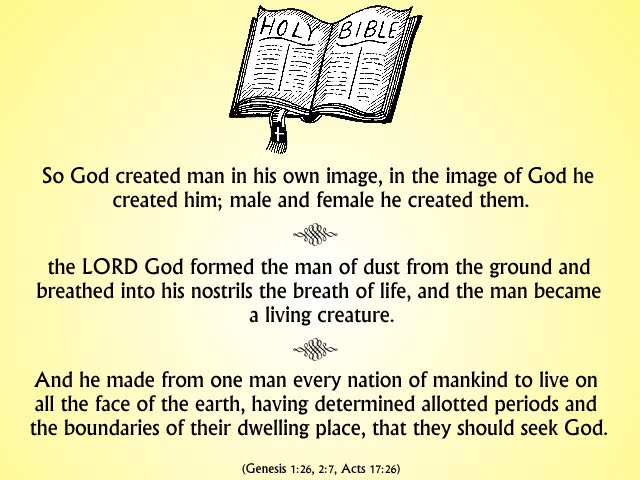 HOLY BIBLE
So God created man in his own image, in the image of God he
created him; male and female he created them.
the LORD God formed the man of dust from the ground and
breathed into his nostrils the breath of life, and the man became
a living creature.
And he made from one man every nation of mankind to live on
all the face of the earth, having determined allotted periods and
the boundaries of their dwelling place, that they should seek God.
(Genesis 1:26, 2:7, Acts 17:26)